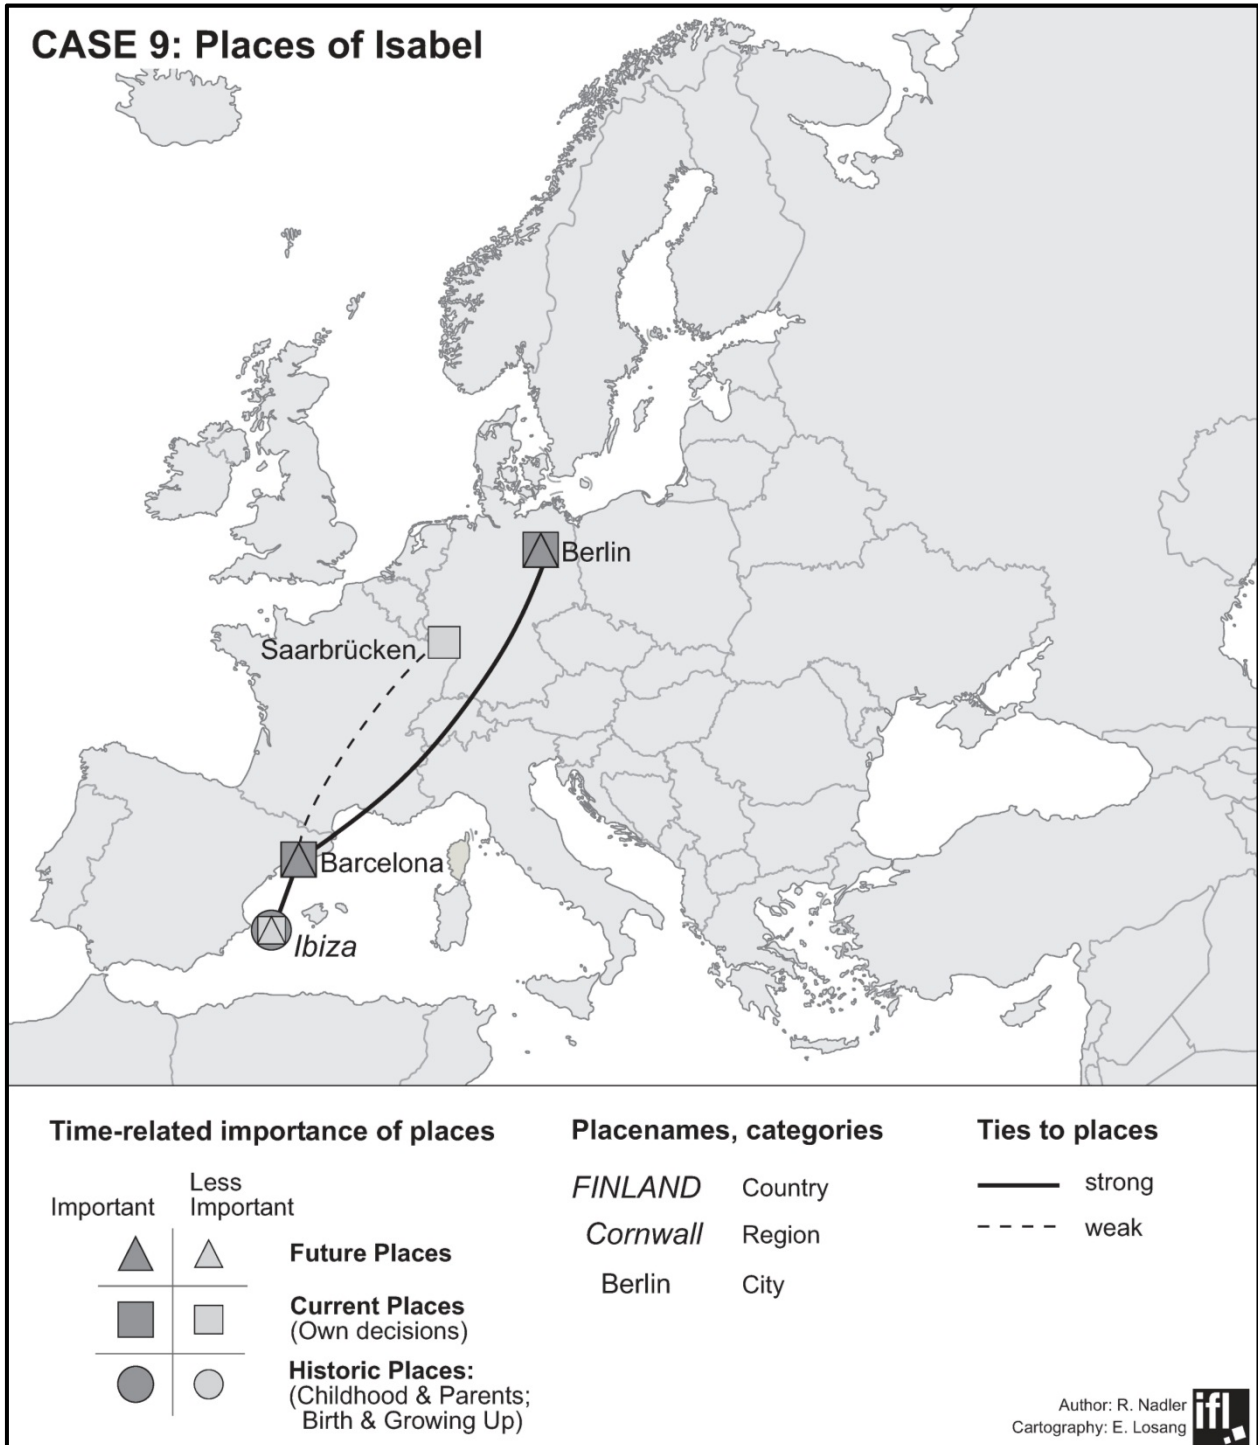 CASE 9: Places of Isabel
Berlin
Saarbrücken
Barcelona
Ibiza
Time-related importance of places
Important
Less
Important
Future Places
Current Places
(Own decisions)
Historic Places:
(Childhood & Parents;
Birth & Growing Up)
Placenames, categories
FINLAND Country
Cornwall Region
Berlin City
Ties to places
strong
weak
Author: R. Nadler
Cartography: E. Losang
ifl